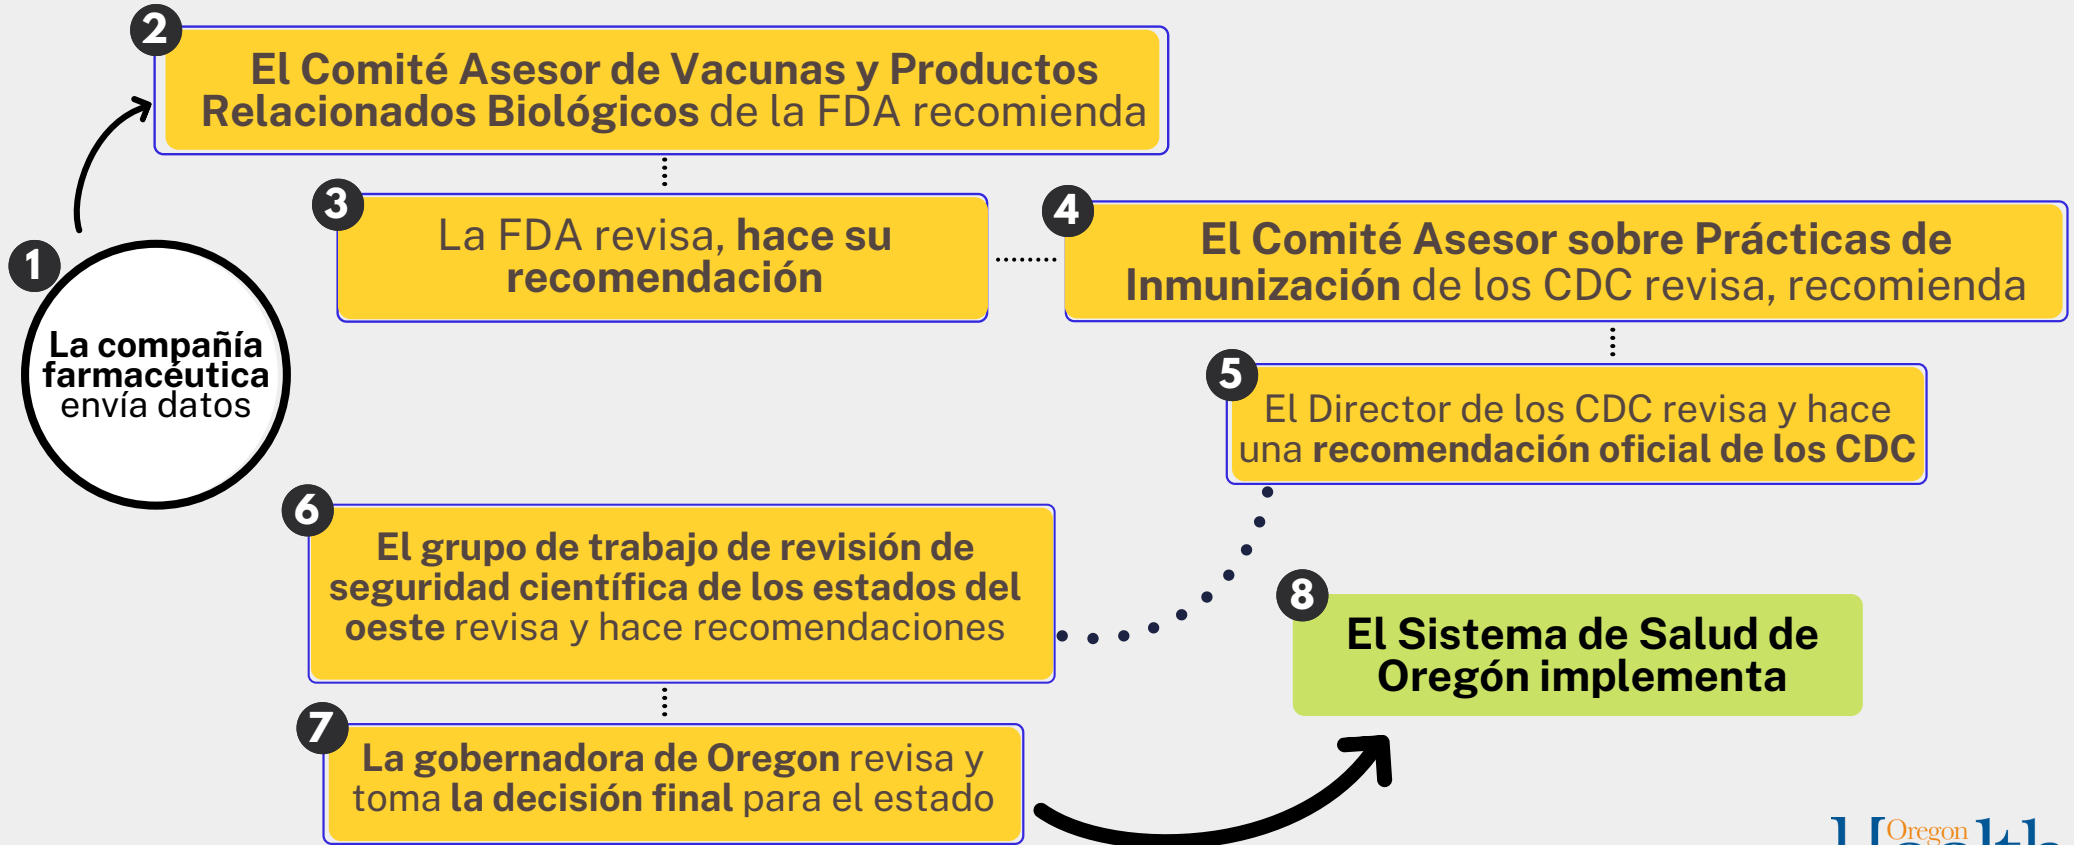 1
La compañía
farmacéutica
envía datos
2
El Comité Asesor de Vacunas y Productos
Relacionados Biológicos de la FDA recomienda
3
La FDA revisa, hace su
recomendación
4
El Comité Asesor sobre Prácticas de
Inmunización de los CDC revisa, recomienda
5
El Director de los CDC revisa y hace
una recomendación oficial de los CDC
6
El grupo de trabajo de revisión de
seguridad científica de los estados del
oeste revisa y hace recomendaciones
7
La gobernadora de Oregon revisa y
toma la decisión final para el estado
8
El Sistema de Salud de
Oregón implementa
Oregon
Health